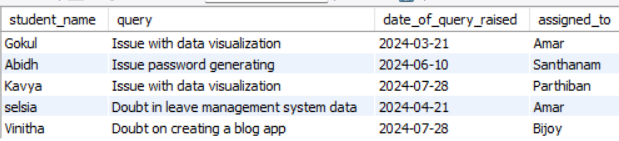 student_name query date_of_query_raised assigned_to
Gokul Issue with data visualization 2024-03-21 Amar
Abidh Issue password generating 2024-06-10 Santhanam
Kavya Issue with data visualization 2024-07-28 Parthiban
selsia Doubt in leave management system data 2024-04-21 Amar
Vinitha Doubt on creating a blog app 2024-07-28 Bijoy